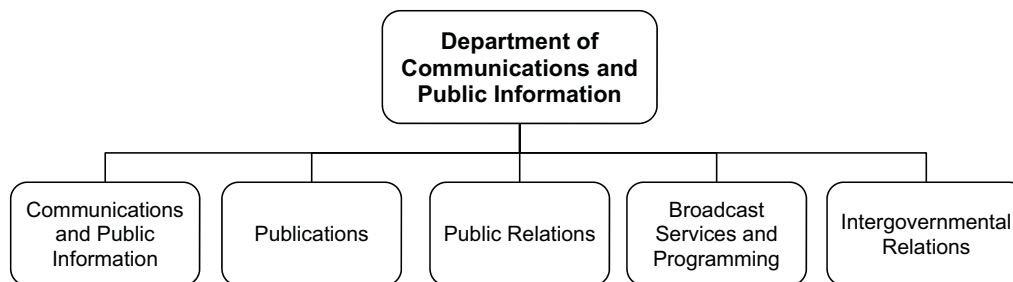 Department of
Communications and
Public Information
Communications
and Public
Information
Publications
Public Relations
Broadcast
Services and
Programming
Intergovernmental
Relations